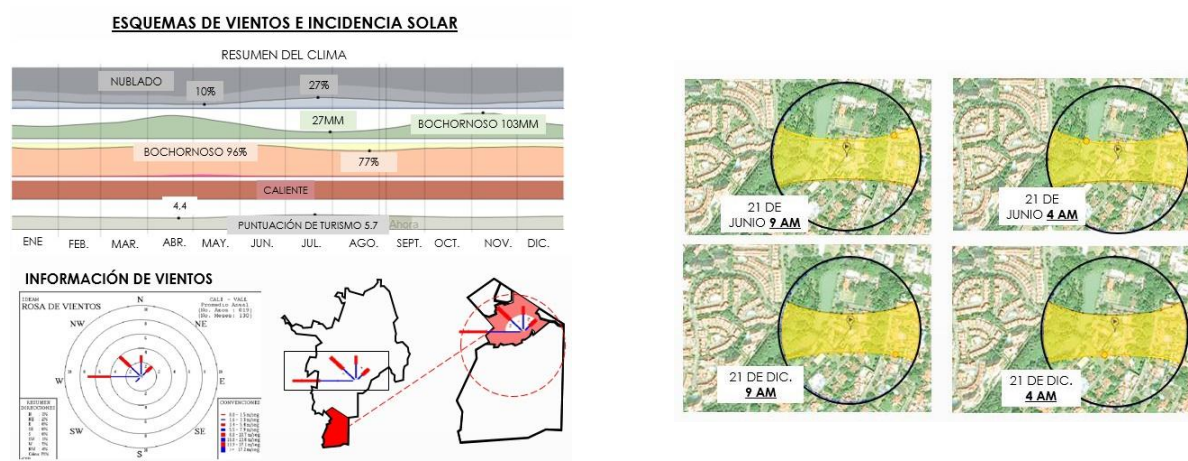 ESQUEMAS DE VIENTOS E INCIDENCIA SOLAR
RESUMEN DEL CLIMA
NUBLADO
10%
27%
27MM
BOCHORNOSO 103MM
BOCHORNOSO 96%
77%
CALIENTE
4,4
PUNTUACIÓN DE TURISMO 5.7
Ahora
ENE FEB. MAR. ABR. MAY. JUN. JUL. AGO. SEPT. OCT. NOV. DIC.
INFORMACIÓN DE VIENTOS
IDEAM
ROSA DE VIENTOS
CALI - VALLE
Promedio Anual
N
NW
NE
W
E
SW
SE
S
RESUMEN
DIRECCIONES
CONVENCIONES
21 DE
JUNIO 9 AM
21 DE
JUNIO 4 AM
21 DE DIC.
9 AM
21 DE DIC.
4 AM